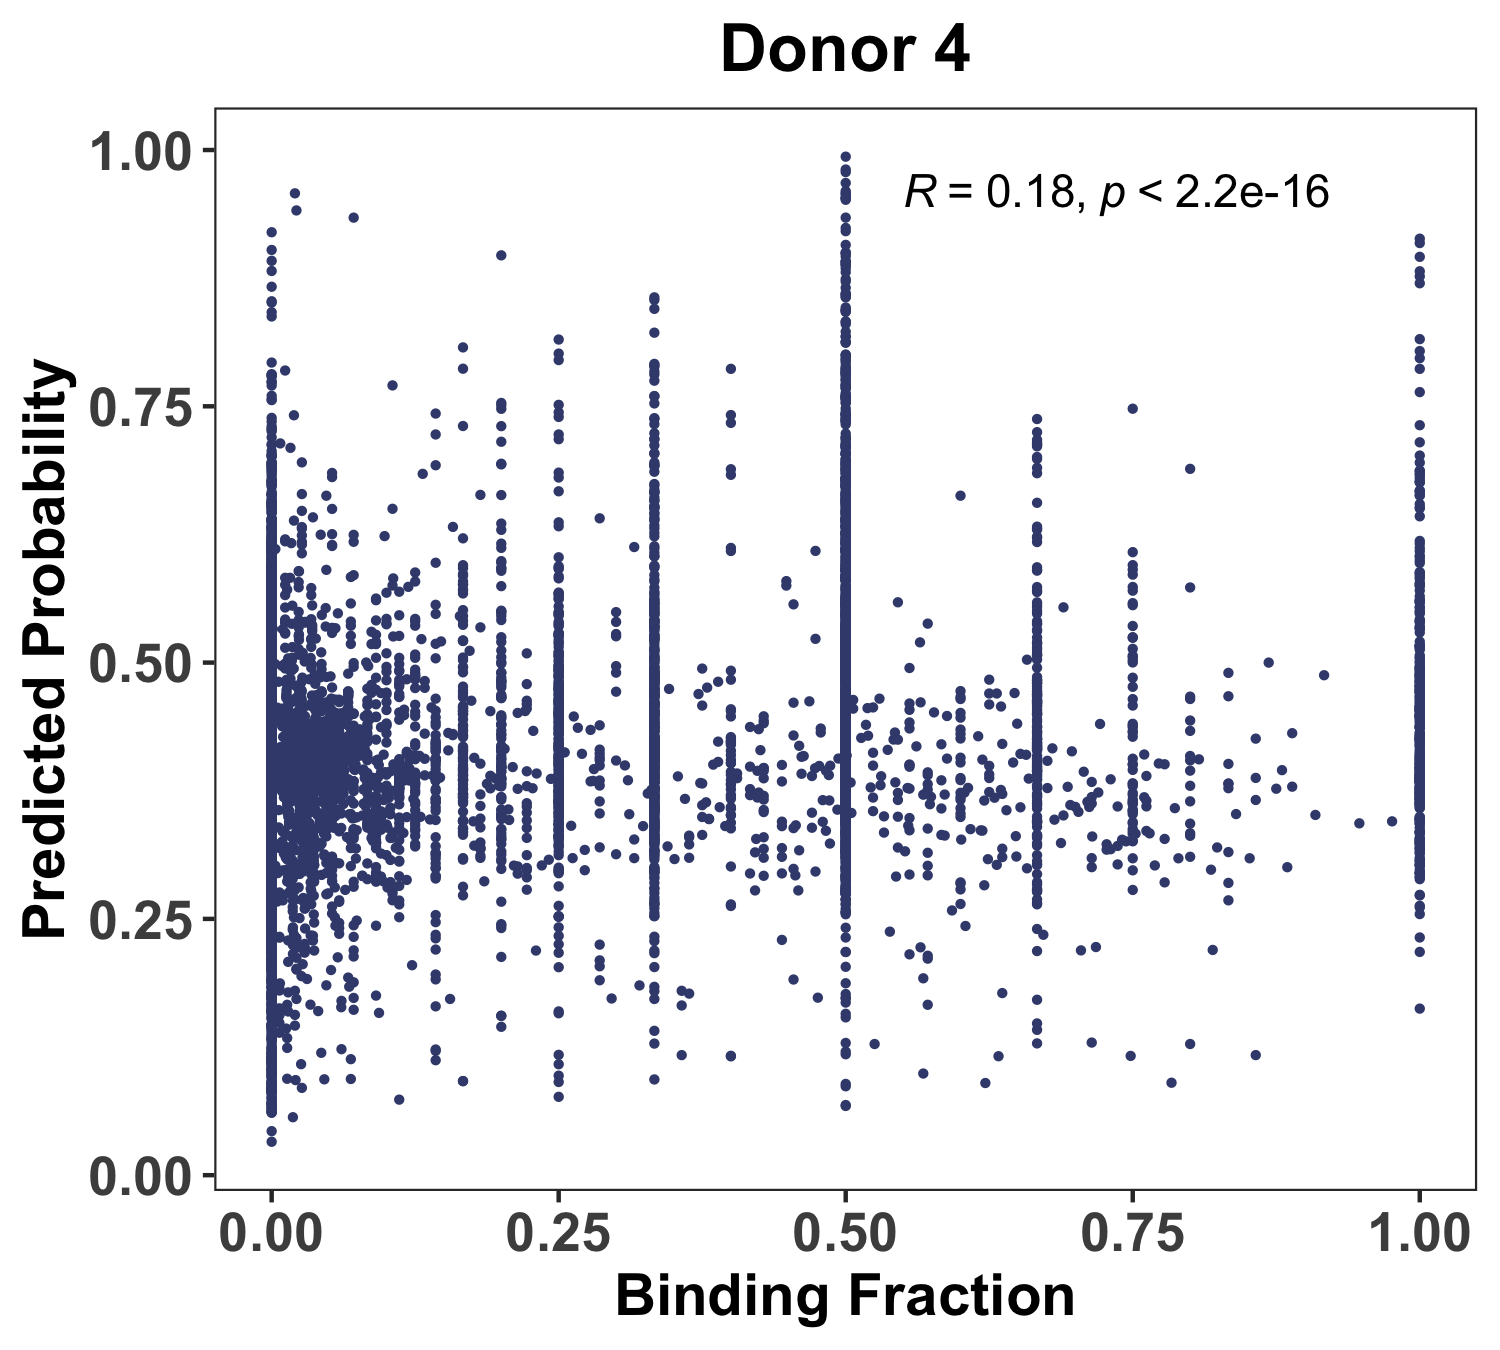 Donor 4
1.00
R = 0.18, p < 2.2e-16
0.75
Predicted Probability
0.50
0.25
0.00
0.00 0.25 0.50 0.75 1.00
Binding Fraction